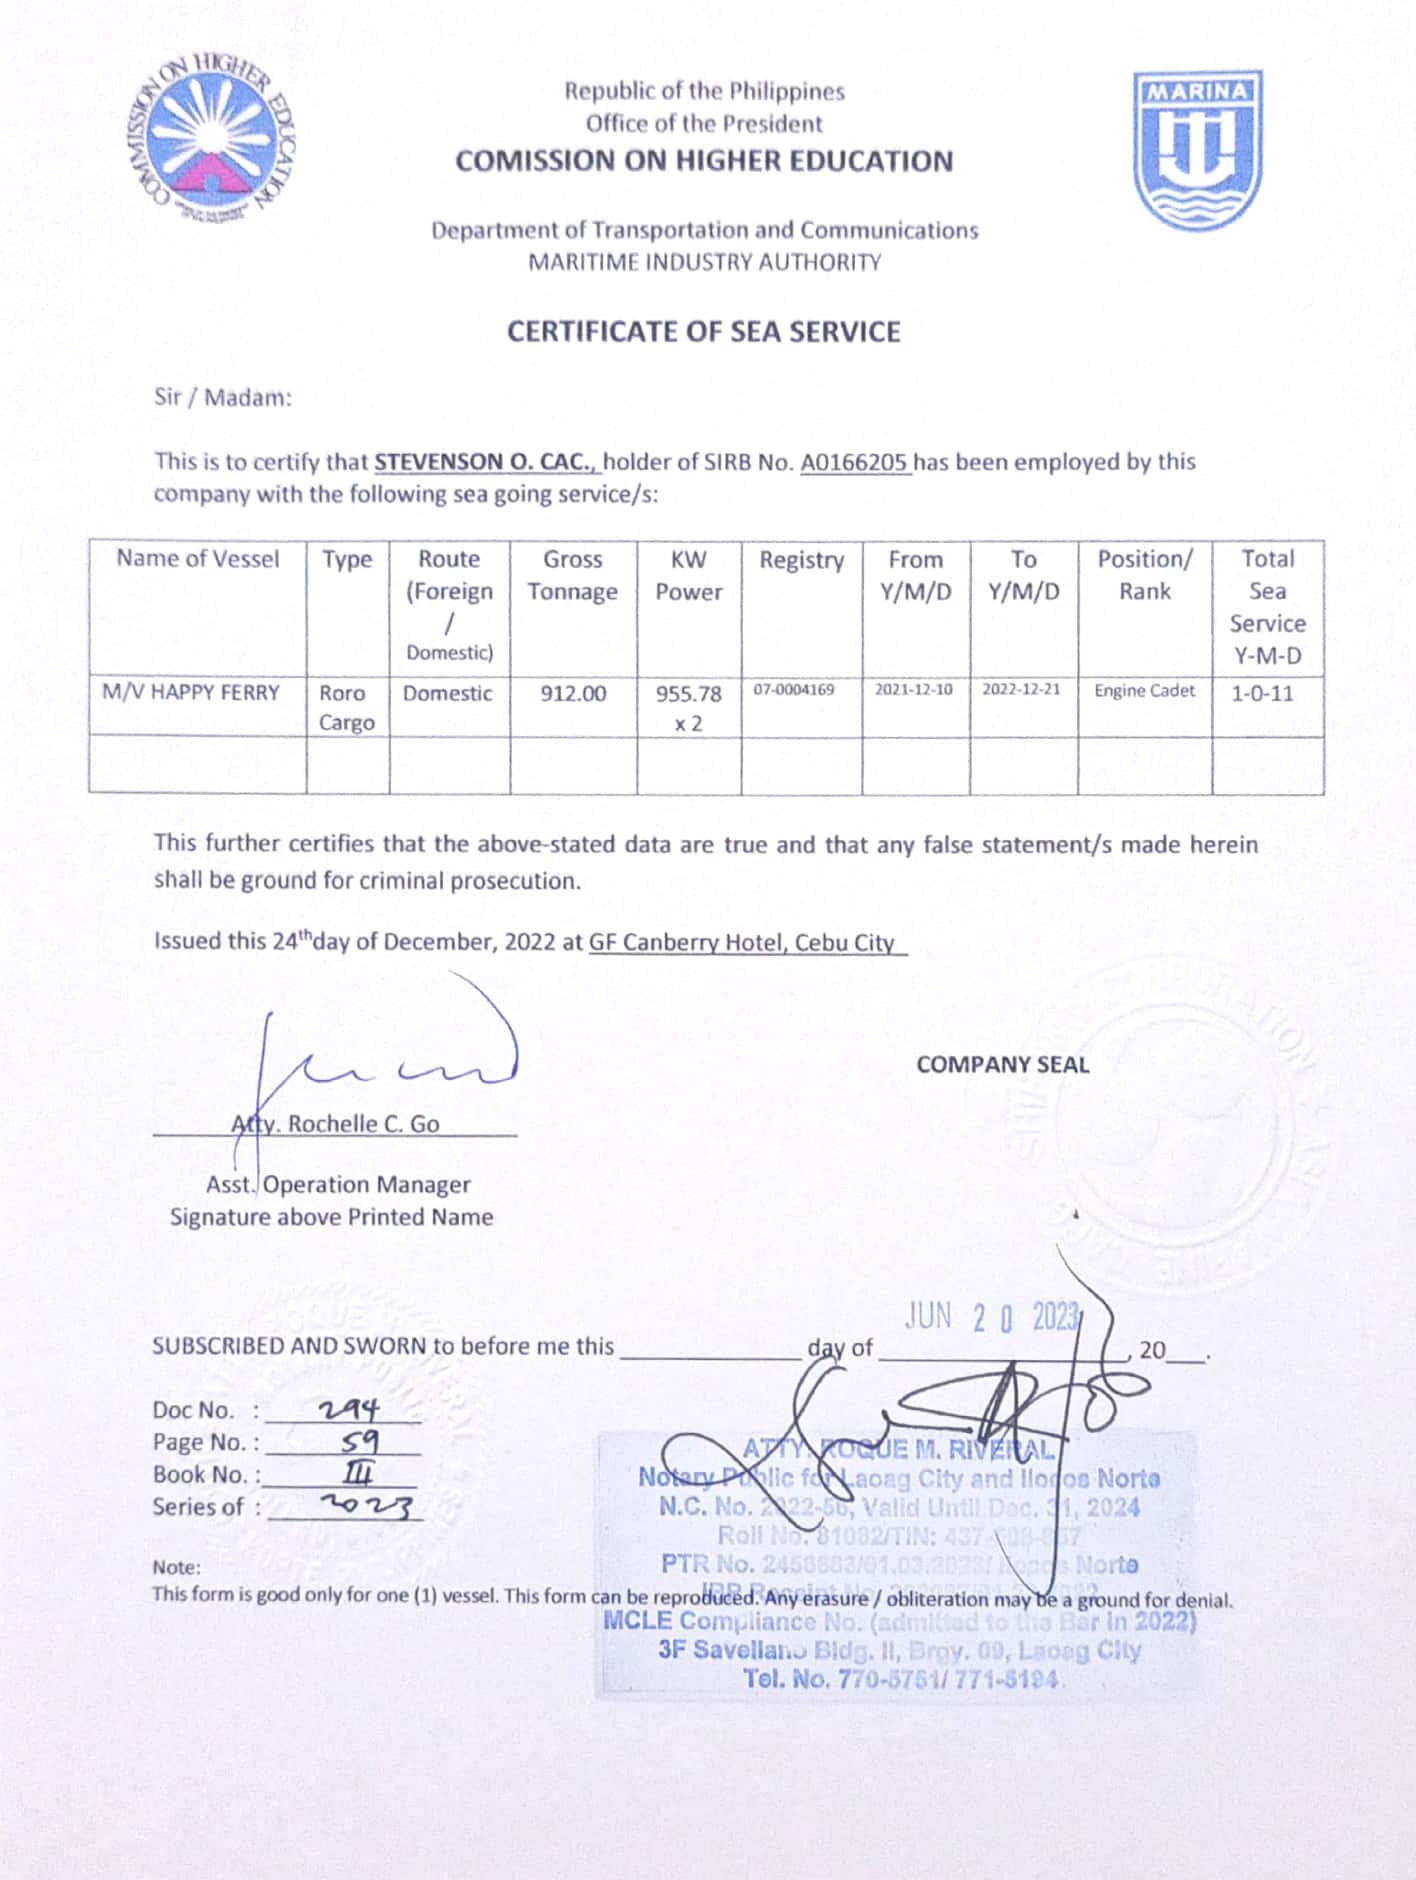 COMMISSION ON HIGHER EDUCATION
MARINA
Republic of the Philippines
Office of the President
COMISSION ON HIGHER EDUCATION
Department of Transportation and Communications
MARITIME INDUSTRY AUTHORITY
CERTIFICATE OF SEA SERVICE
Sir / Madam:
This is to certify that STEVENSON O. CAC., holder of SIRB No. A0166205 has been employed by this
company with the following sea going service/s:
Name of Vessel Type Route (Foreign / Domestic) Gross Tonnage KW Power Registry From Y/M/D To Y/M/D Position/ Rank Total Sea Service Y-M-D
M/V HAPPY FERRY Roro Cargo Domestic 912.00 955.78 x 2 07-0004169 2021-12-10 2022-12-21 Engine Cadet 1-0-11
This further certifies that the above-stated data are true and that any false statement/s made herein
shall be ground for criminal prosecution.
Issued this 24thday of December, 2022 at GF Canberry Hotel, Cebu City
COMPANY SEAL
Atty. Rochelle C. Go
Asst. Operation Manager
Signature above Printed Name
JUN 20 2023
SUBSCRIBED AND SWORN to before me this ____ day of ____, 20___.
Doc No. : 294
Page No. : 59
Book No. : III
Series of : 2023
ATTY. ROQUE M. RIVERAL
Notary Public for Laoag City and Ilocos Norte
N.C. No. 2022-56, Valid Until Dec. 31, 2024
Roll No. 81082/TIN: 437-
PTR No. Norte
Note:
This form is good only for one (1) vessel. This form can be reproduced. Any erasure / obliteration may be a ground for denial.
MCLE Compliance No. (admitted to the Bar in 2022)
3F Savellano Bldg. II, Brgy. 09, Laoag City
Tel. No. 770-5751/ 771-5194.